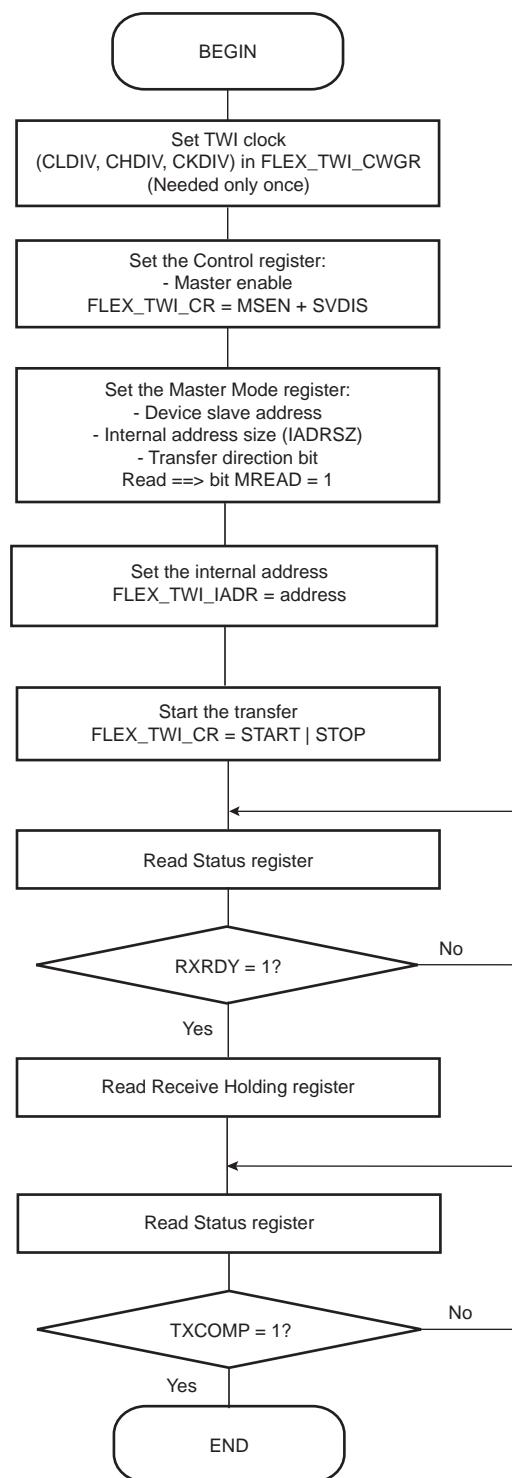 BEGIN
Set TWI clock
(CLDIV, CHDIV, CKDIV) in FLEX_TWI_CWGR
(Needed only once)
Set the Control register:
- Master enable
FLEX_TWI_CR = MSEN + SVDIS
Set the Master Mode register:
- Device slave address
- Internal address size (IADRSZ)
- Transfer direction bit
Read ==> bit MREAD = 1
Set the internal address
FLEX_TWI_IADR = address
Start the transfer
FLEX_TWI_CR = START | STOP
Read Status register
RXRDY = 1?
No
Yes
Read Receive Holding register
Read Status register
TXCOMP = 1?
No
Yes
END